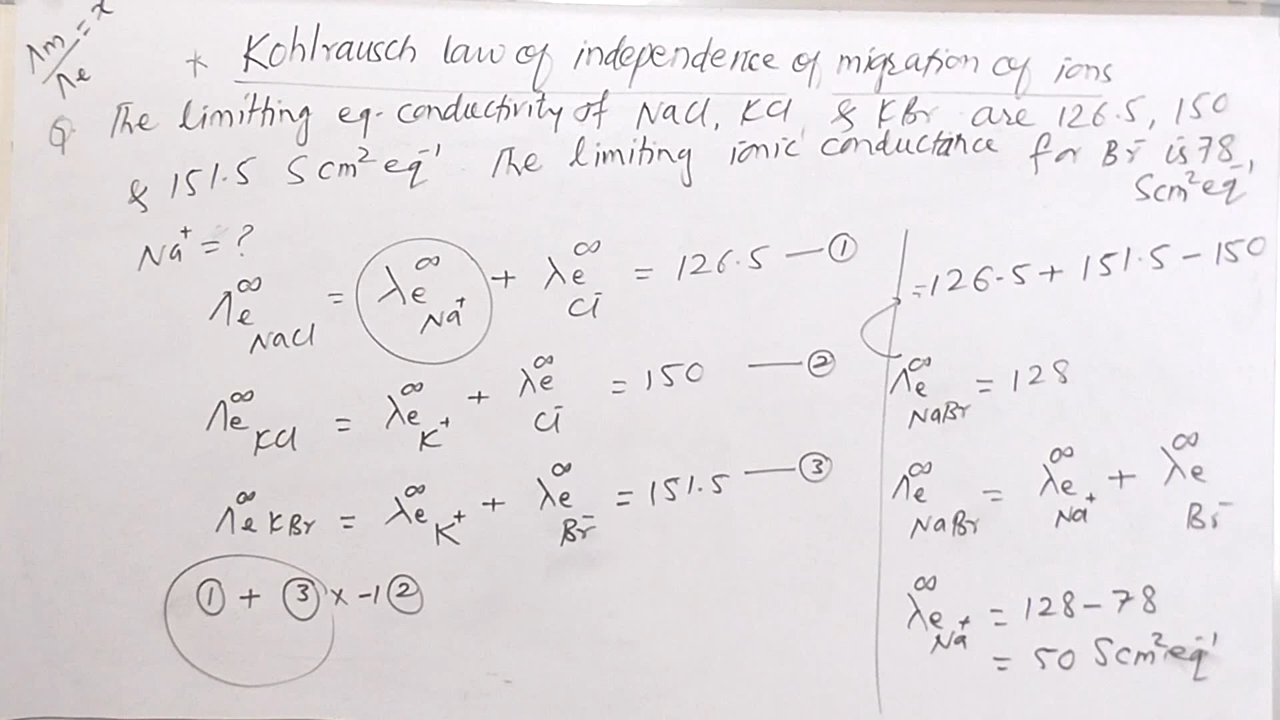 Λm/Λe = x
* Kohlrausch law of independence of migration of ions
Q. The limitting eq. conductivity of NaCl, KCl & KBr are 126.5, 150
& 151.5 S cm² eq⁻¹. The limiting ionic conductance for Br⁻ is 78
Scm²eq⁻¹
Na⁺ = ?
Λe^∞ NaCl = λe^∞ Na⁺ + λe^∞ Cl⁻ = 126.5 — ①
Λe^∞ KCl = λe^∞ K⁺ + λe^∞ Cl⁻ = 150 — ②
Λe^∞ KBr = λe^∞ K⁺ + λe^∞ Br⁻ = 151.5 — ③
① + ③ × -1 ②
= 126.5 + 151.5 - 150
Λe^∞ NaBr = 128
Λe^∞ NaBr = λe^∞ Na⁺ + λe^∞ Br⁻
λe^∞ Na⁺ = 128 - 78
= 50 Scm²eq⁻¹